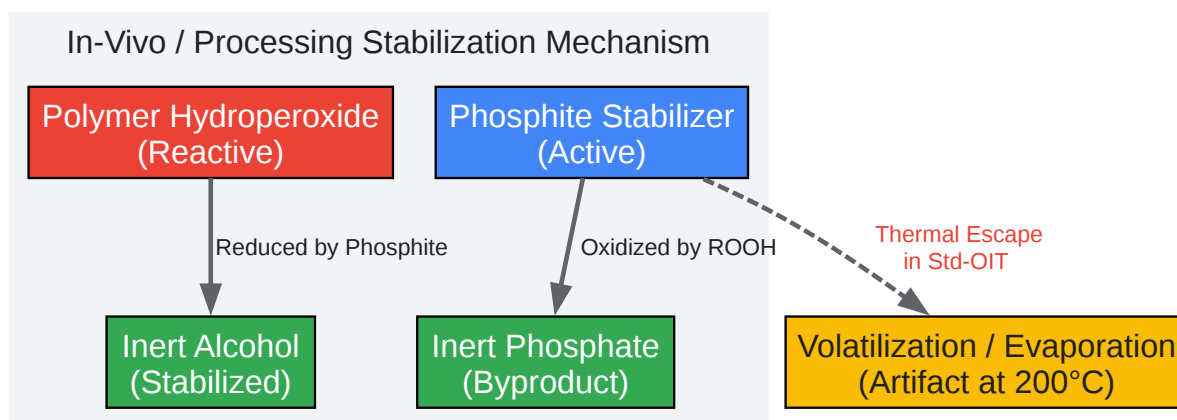 In-Vivo / Processing Stabilization Mechanism
Polymer Hydroperoxide
(Reactive)
Phosphite Stabilizer
(Active)
Reduced by Phosphite
Oxidized by ROOH
Thermal Escape
in Std-OIT
Inert Alcohol
(Stabilized)
Inert Phosphate
(Byproduct)
Volatilization / Evaporation
(Artifact at 200°C)